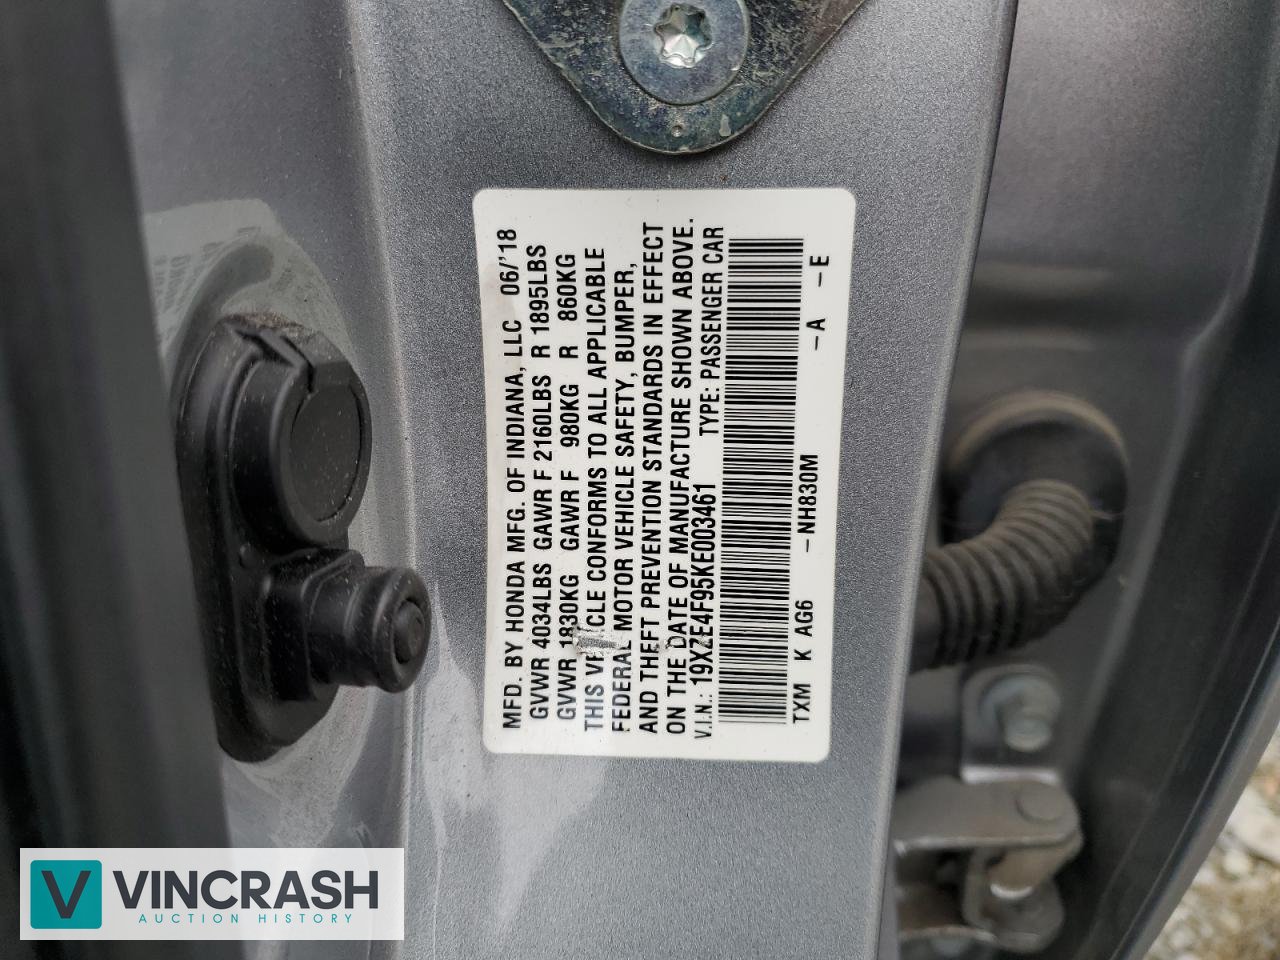 MFD. BY HONDA MFG. OF INDIANA, LLC 06/'18
GVWR 4034LBS GAWR F 2160LBS R 1895LBS
GVWR 1830KG GAWR F 980KG R 860KG
THIS VEHICLE CONFORMS TO ALL APPLICABLE
FEDERAL MOTOR VEHICLE SAFETY, BUMPER,
AND THEFT PREVENTION STANDARDS IN EFFECT
ON THE DATE OF MANUFACTURE SHOWN ABOVE.
V.I.N.: 19XZE4F95KE003461 TYPE: PASSENGER CAR
TXM K AG6 -NH830M -A -E
V VINCRASH
AUCTION HISTORY